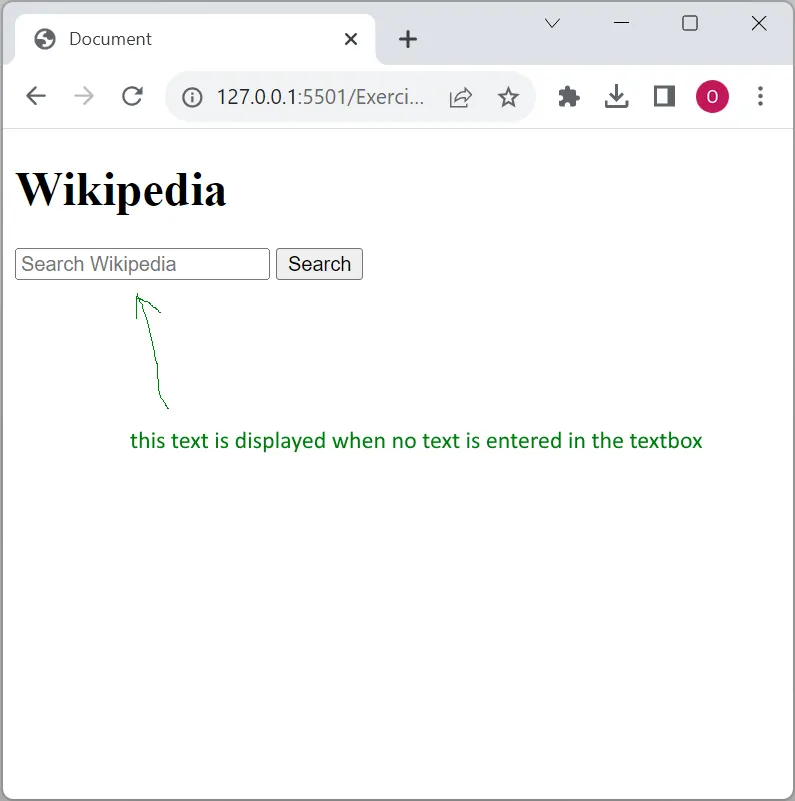 Document
127.0.0.1:5501/Exerci...
O
Wikipedia
Search Wikipedia Search
this text is displayed when no text is entered in the textbox